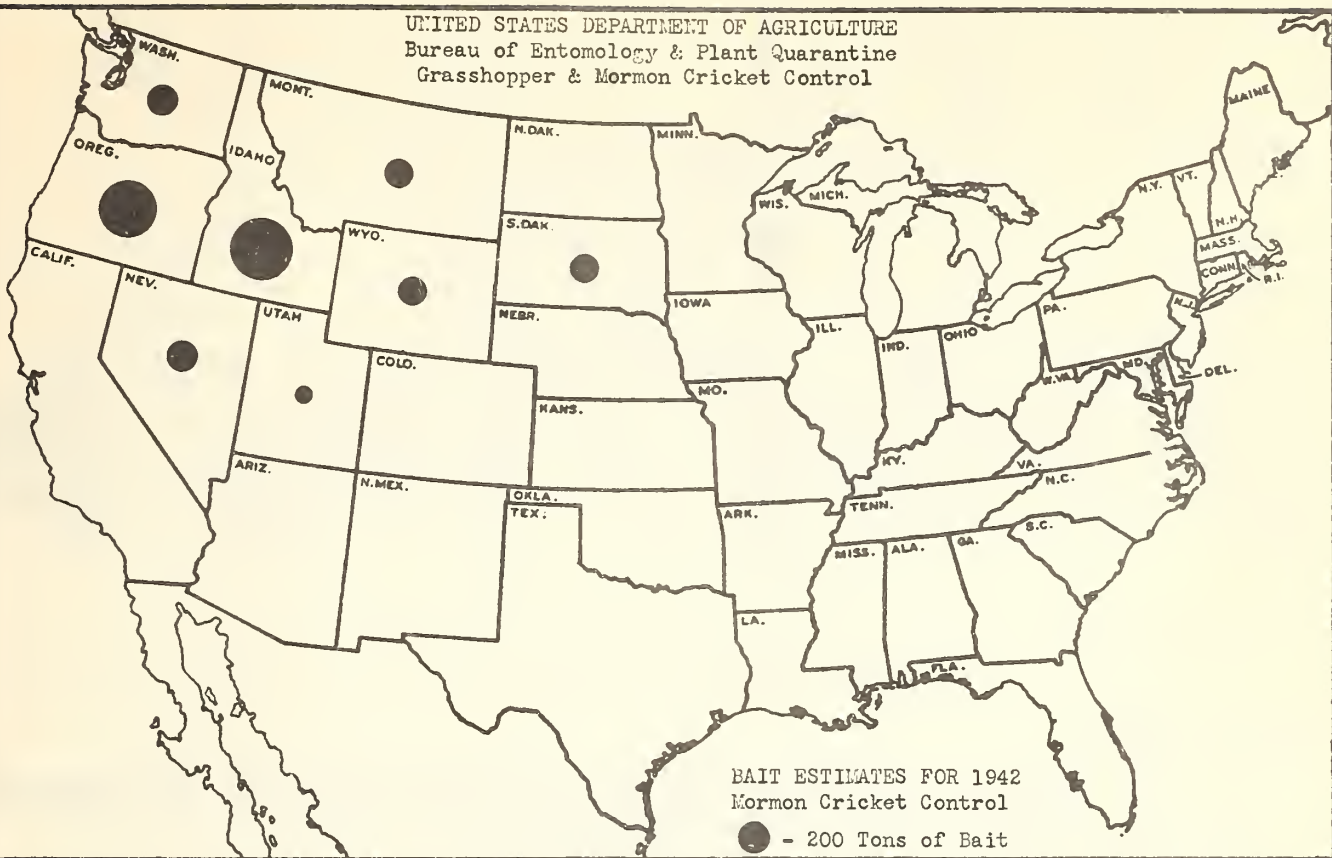 UNITED STATES DEPARTMENT OF AGRICULTURE
Bureau of Entomology & Plant Quarantine
Grasshopper & Mormon Cricket Control
WASH.
MONT.
N.DAK.
MINN.
MAINE
OREG.
IDAHO
WIS.
MICH.
N.Y.
VT.
N.H.
WYO.
S.DAK.
MASS.
CONN.
R.I.
CALIF.
NEV.
UTAH
NEBR.
IOWA
ILL.
IND.
OHIO
PA.
N.J.
COLO.
MO.
W.VA.
MD.
DEL.
KANS.
ARIZ.
N.MEX.
OKLA.
TEX.
KY.
VA.
N.C.
ARK.
TENN.
S.C.
MISS.
ALA.
GA.
LA.
FLA.
BAIT ESTIMATES FOR 1942
Mormon Cricket Control
- 200 Tons of Bait